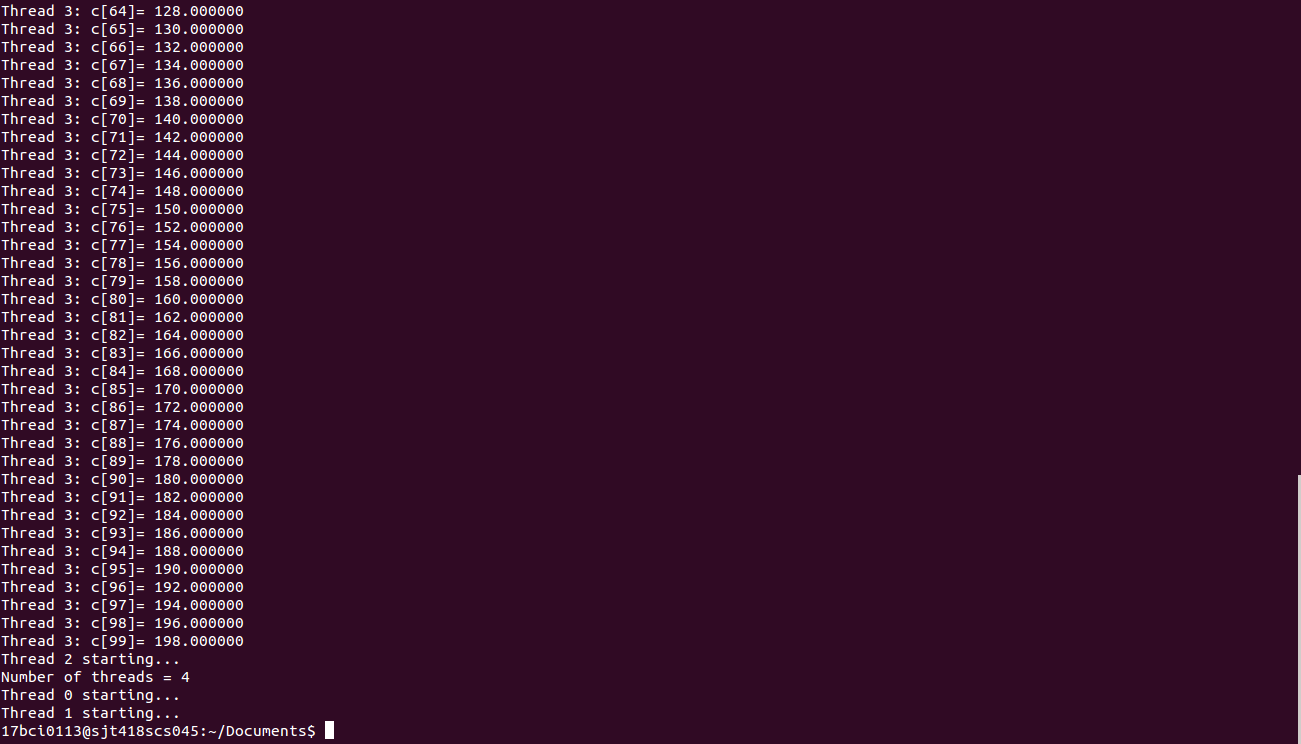 Thread 3: c[64]= 128.000000
Thread 3: c[65]= 130.000000
Thread 3: c[66]= 132.000000
Thread 3: c[67]= 134.000000
Thread 3: c[68]= 136.000000
Thread 3: c[69]= 138.000000
Thread 3: c[70]= 140.000000
Thread 3: c[71]= 142.000000
Thread 3: c[72]= 144.000000
Thread 3: c[73]= 146.000000
Thread 3: c[74]= 148.000000
Thread 3: c[75]= 150.000000
Thread 3: c[76]= 152.000000
Thread 3: c[77]= 154.000000
Thread 3: c[78]= 156.000000
Thread 3: c[79]= 158.000000
Thread 3: c[80]= 160.000000
Thread 3: c[81]= 162.000000
Thread 3: c[82]= 164.000000
Thread 3: c[83]= 166.000000
Thread 3: c[84]= 168.000000
Thread 3: c[85]= 170.000000
Thread 3: c[86]= 172.000000
Thread 3: c[87]= 174.000000
Thread 3: c[88]= 176.000000
Thread 3: c[89]= 178.000000
Thread 3: c[90]= 180.000000
Thread 3: c[91]= 182.000000
Thread 3: c[92]= 184.000000
Thread 3: c[93]= 186.000000
Thread 3: c[94]= 188.000000
Thread 3: c[95]= 190.000000
Thread 3: c[96]= 192.000000
Thread 3: c[97]= 194.000000
Thread 3: c[98]= 196.000000
Thread 3: c[99]= 198.000000
Thread 2 starting...
Number of threads = 4
Thread 0 starting...
Thread 1 starting...
17bci0113@sjt418scs045:~/Documents$